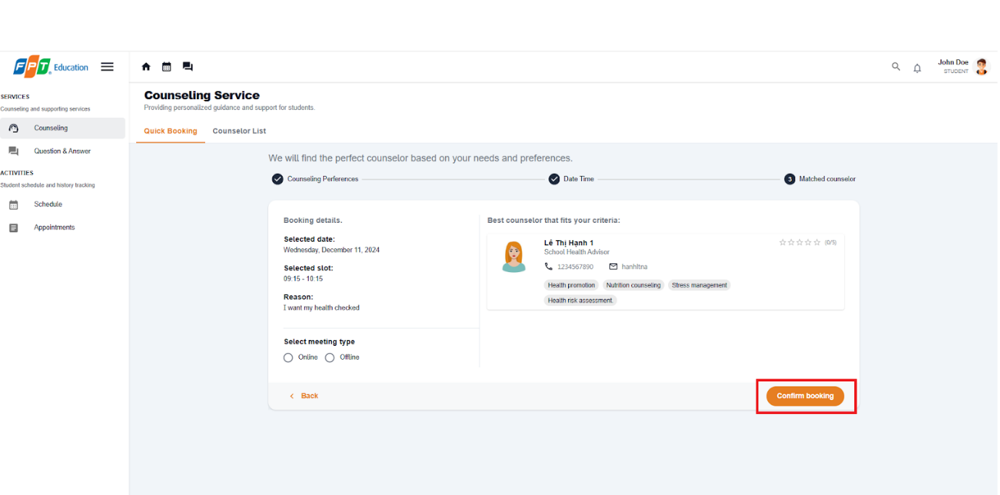 FPT Education
John Doe
STUDENT
SERVICES
Counseling and supporting services
Counseling
Question & Answer
ACTIVITIES
Student schedule and history tracking
Schedule
Appointments
Counseling Service
Providing personalized guidance and support for students.
Quick Booking Counselor List
We will find the perfect counselor based on your needs and preferences.
Counseling Perferences Date Time 3 Matched counselor
Booking details.
Selected date:
Wednesday, December 11, 2024
Selected slot:
09:15 - 10:15
Reason:
I want my health checked
Select meeting type
Online Offline
Best counselor that fits your criteria:
Lê Thị Hạnh 1 (0/5)
School Health Advisor
1234567890 hanhltna
Health promotion Nutrition counseling Stress management
Health risk assessment.
Back Confirm booking